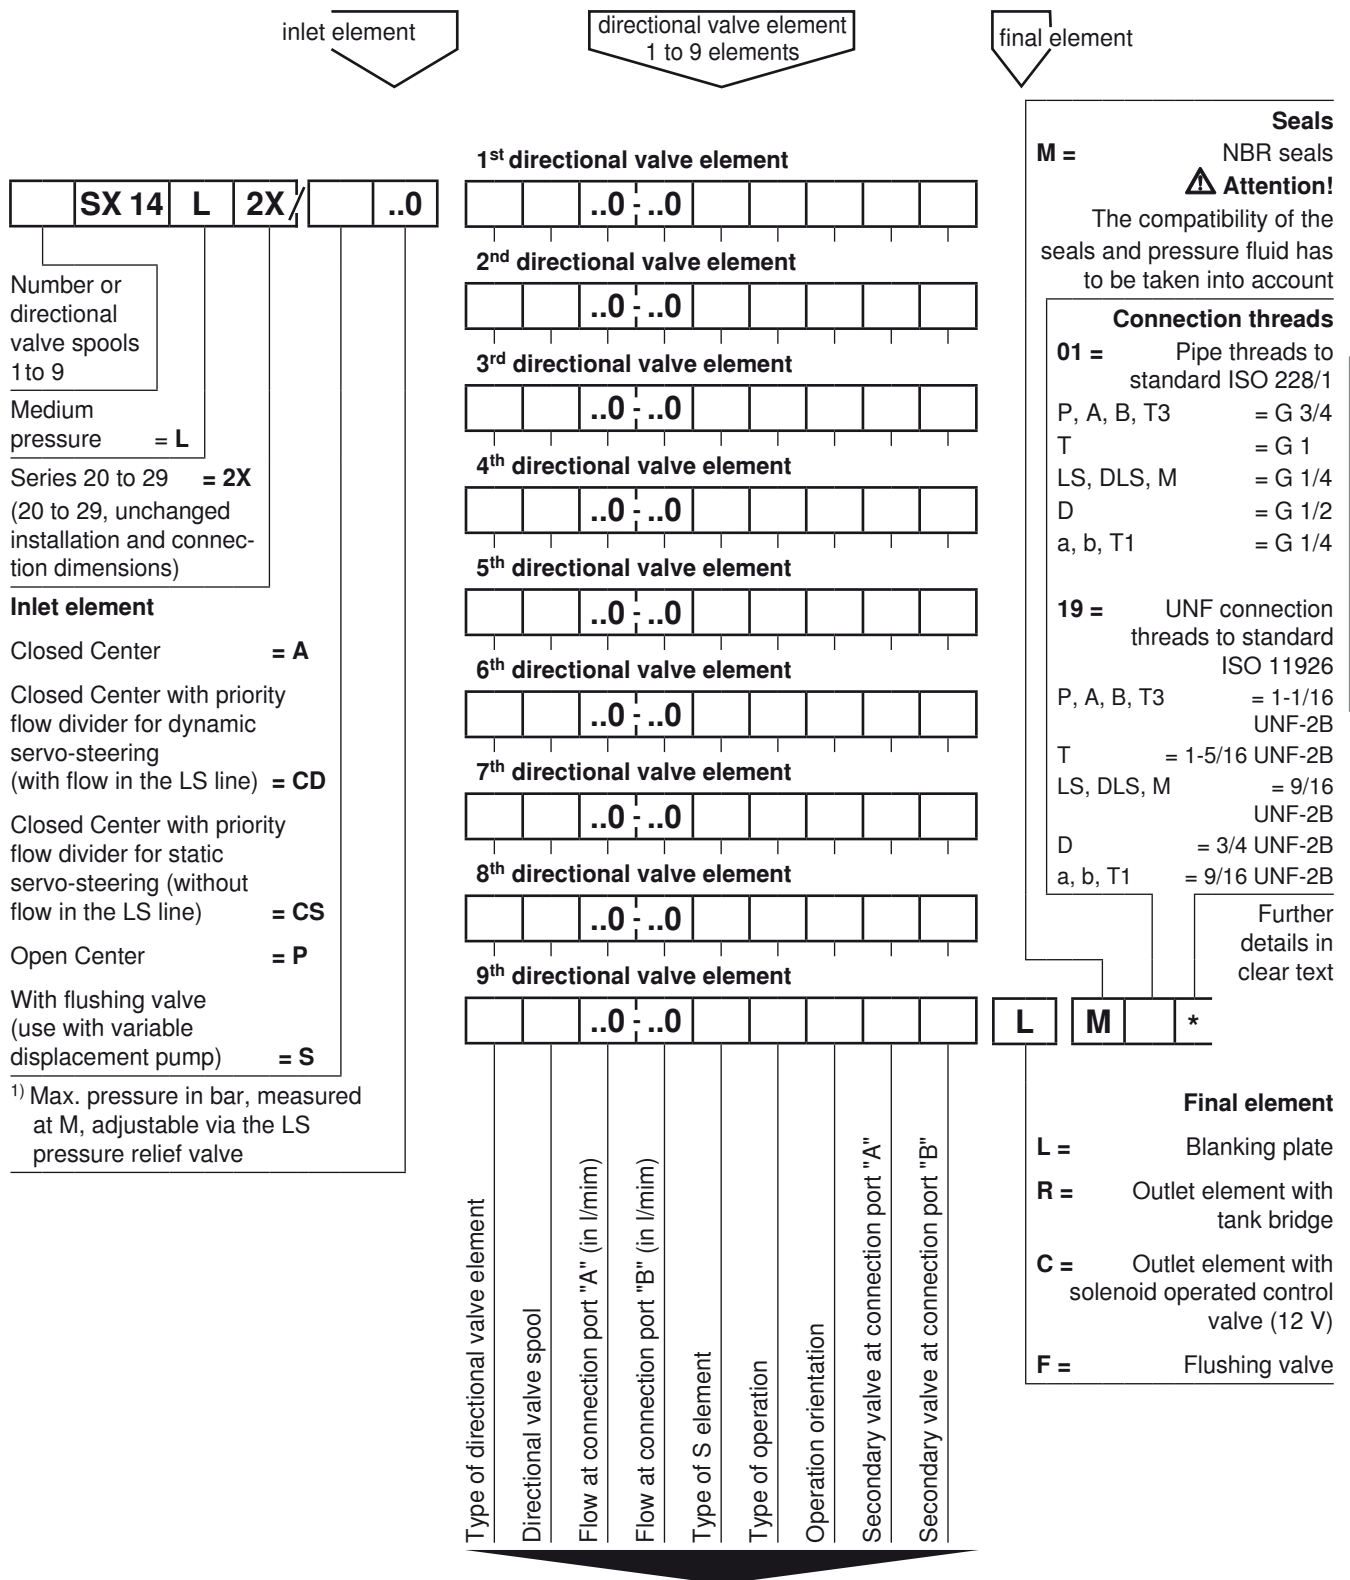 inlet element
directional valve element
1 to 9 elements
final element
SX 14 L 2X/ ..0
Number or
directional
valve spools
1to 9
Medium
pressure = L
Series 20 to 29 = 2X
(20 to 29, unchanged
installation and connec-
tion dimensions)
Inlet element
Closed Center = A
Closed Center with priority
flow divider for dynamic
servo-steering
(with flow in the LS line) = CD
Closed Center with priority
flow divider for static
servo-steering (without
flow in the LS line) = CS
Open Center = P
With flushing valve
(use with variable
displacement pump) = S
1) Max. pressure in bar, measured
at M, adjustable via the LS
pressure relief valve
1st directional valve element
..0 - ..0
2nd directional valve element
..0 - ..0
3rd directional valve element
..0 - ..0
4th directional valve element
..0 - ..0
5th directional valve element
..0 - ..0
6th directional valve element
..0 - ..0
7th directional valve element
..0 - ..0
8th directional valve element
..0 - ..0
9th directional valve element
..0 - ..0
L M *
Type of directional valve element
Directional valve spool
Flow at connection port "A" (in l/mim)
Flow at connection port "B" (in l/mim)
Type of S element
Type of operation
Operation orientation
Secondary valve at connection port "A"
Secondary valve at connection port "B"
Seals
M = NBR seals
Attention!
The compatibility of the
seals and pressure fluid has
to be taken into account
Connection threads
01 = Pipe threads to
standard ISO 228/1
P, A, B, T3 = G 3/4
T = G 1
LS, DLS, M = G 1/4
D = G 1/2
a, b, T1 = G 1/4
19 = UNF connection
threads to standard
ISO 11926
P, A, B, T3 = 1-1/16
UNF-2B
T = 1-5/16 UNF-2B
LS, DLS, M = 9/16
UNF-2B
D = 3/4 UNF-2B
a, b, T1 = 9/16 UNF-2B
Further
details in
clear text
Final element
L = Blanking plate
R = Outlet element with
tank bridge
C = Outlet element with
solenoid operated control
valve (12 V)
F = Flushing valve